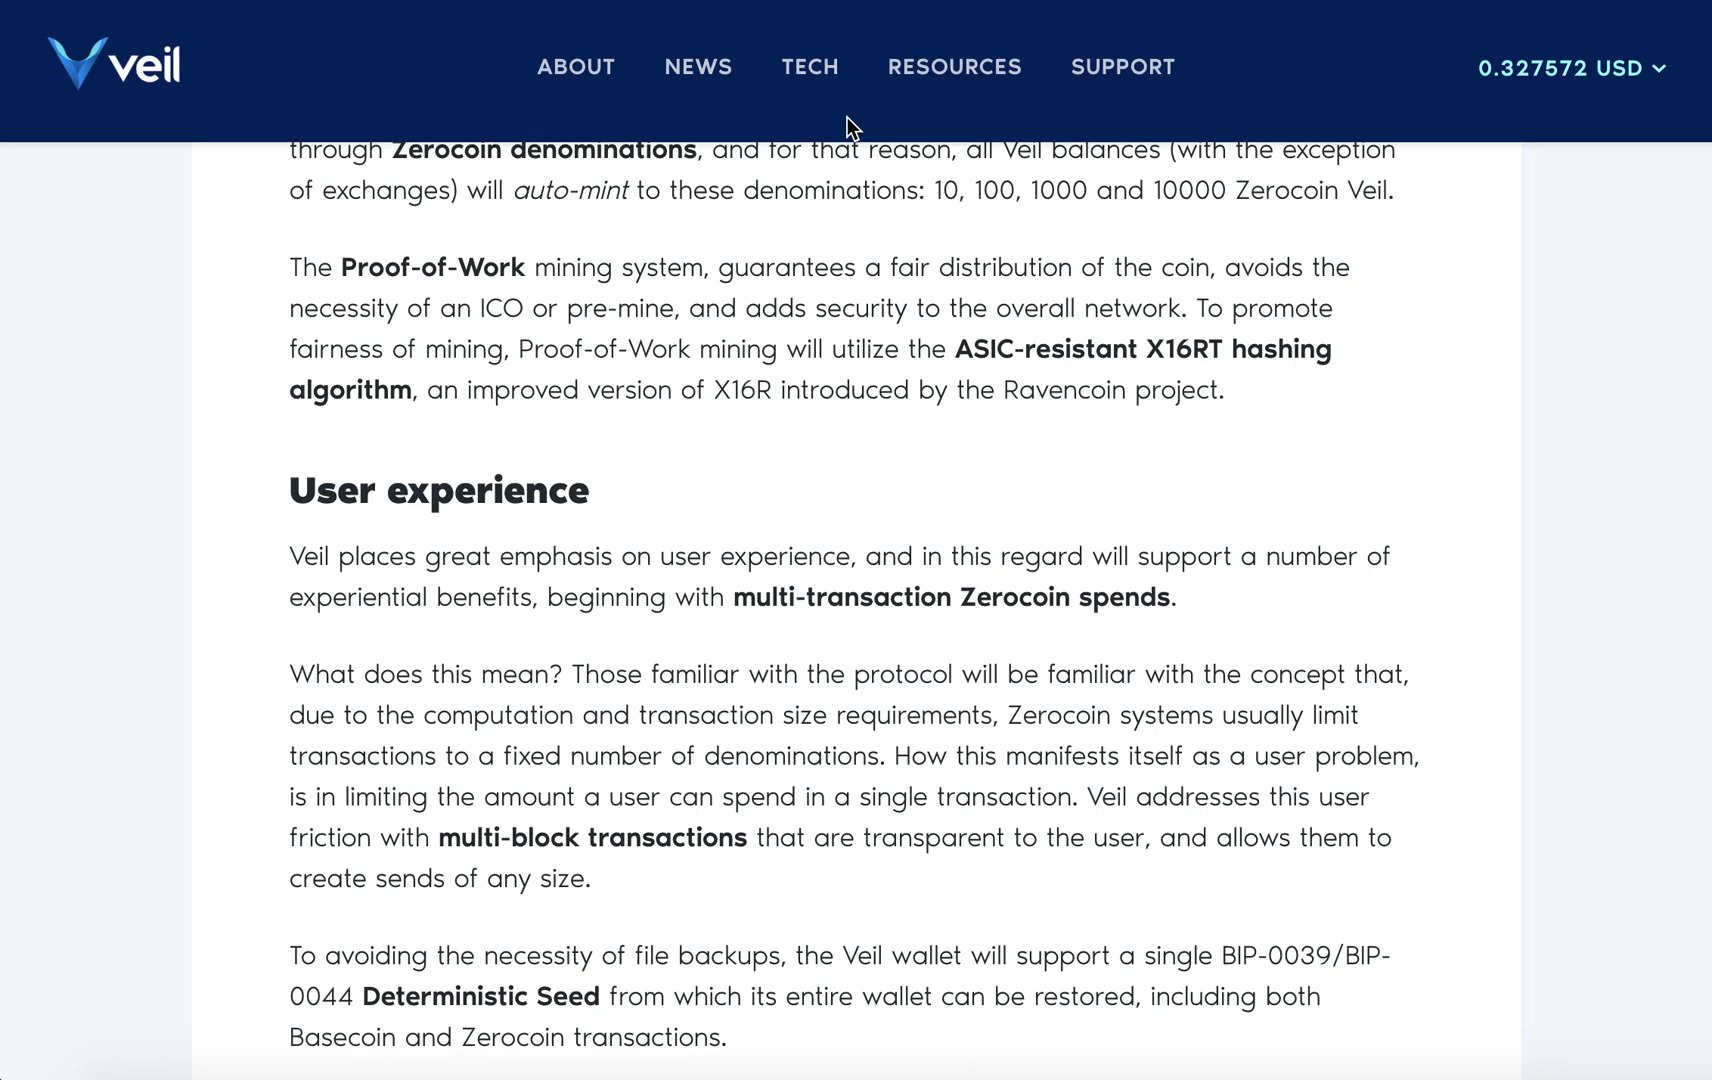 veil
ABOUT NEWS TECH RESOURCES SUPPORT
0.327572 USD
through Zerocoin denominations, and for that reason, all Veil balances (with the exception
of exchanges) will auto-mint to these denominations: 10, 100, 1000 and 10000 Zerocoin Veil.
The Proof-of-Work mining system, guarantees a fair distribution of the coin, avoids the
necessity of an ICO or pre-mine, and adds security to the overall network. To promote
fairness of mining, Proof-of-Work mining will utilize the ASIC-resistant X16RT hashing
algorithm, an improved version of X16R introduced by the Ravencoin project.
User experience
Veil places great emphasis on user experience, and in this regard will support a number of
experiential benefits, beginning with multi-transaction Zerocoin spends.
What does this mean? Those familiar with the protocol will be familiar with the concept that,
due to the computation and transaction size requirements, Zerocoin systems usually limit
transactions to a fixed number of denominations. How this manifests itself as a user problem,
is in limiting the amount a user can spend in a single transaction. Veil addresses this user
friction with multi-block transactions that are transparent to the user, and allows them to
create sends of any size.
To avoiding the necessity of file backups, the Veil wallet will support a single BIP-0039/BIP-
0044 Deterministic Seed from which its entire wallet can be restored, including both
Basecoin and Zerocoin transactions.